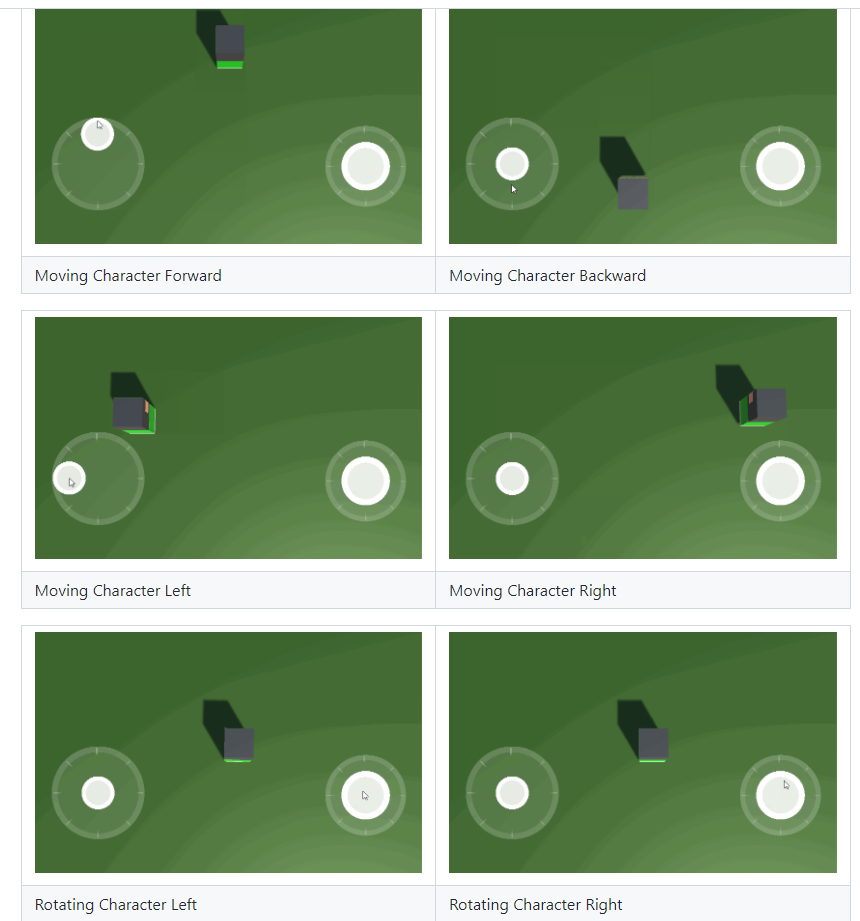 Moving Character Forward
Moving Character Backward
Moving Character Left
Moving Character Right
Rotating Character Left
Rotating Character Right